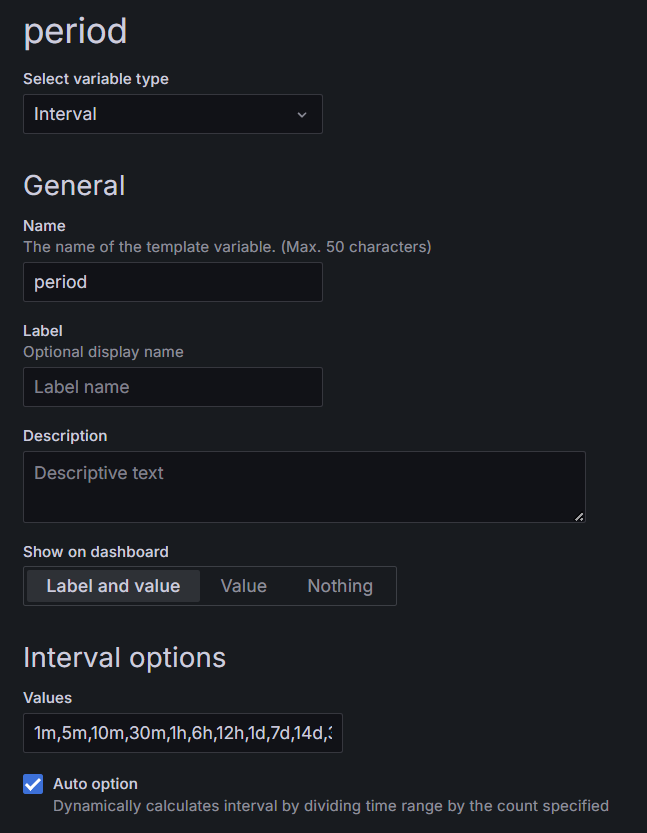 period
Select variable type
Interval
General
Name
The name of the template variable. (Max. 50 characters)
period
Label
Optional display name
Label name
Description
Descriptive text
Show on dashboard
Label and value Value Nothing
Interval options
Values
1m,5m,10m,30m,1h,6h,12h,1d,7d,14d,
Auto option
Dynamically calculates interval by dividing time range by the count specified